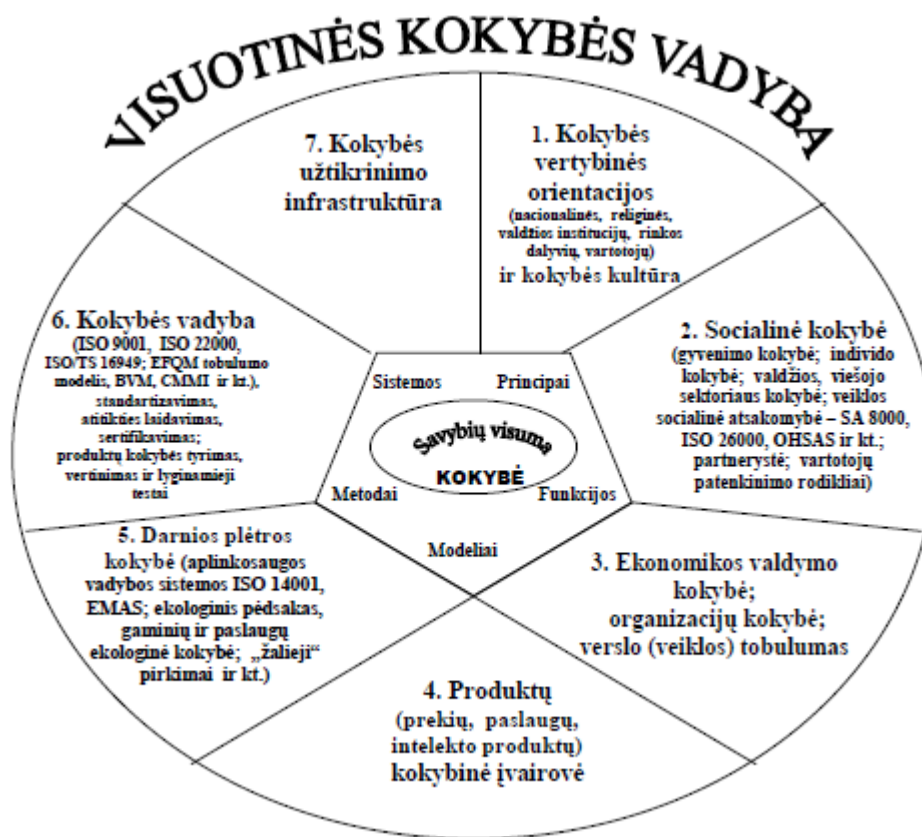 VISUOTINĖS KOKYBĖS VADYBA
1. Kokybės
vertybinės
orientacijos
(nacionalinės, religinės,
valdžios institucijų, rinkos
dalyvių, vartotojų)
ir kokybės kultūra
2. Socialinė kokybė
(gyvenimo kokybė; individo
kokybė; valdžios, viešojo
sektoriaus kokybė; veiklos
socialinė atsakomybė – SA 8000,
ISO 26000, OHSAS ir kt.;
partnerystė; vartotojų
patenkinimo rodikliai)
3. Ekonomikos valdymo
kokybė;
organizacijų kokybė;
verslo (veiklos) tobulumas
4. Produktų
(prekių, paslaugų,
intelekto produktų)
kokybinė įvairovė
5. Darnios plėtros
kokybė (aplinkosaugos
vadybos sistemos ISO 14001,
EMAS; ekologinis pėdsakas,
gaminių ir paslaugų
ekologinė kokybė; „žalieji“
pirkimai ir kt.)
6. Kokybės vadyba
(ISO 9001, ISO 22000,
ISO/TS 16949; EFQM tobulumo
modelis, BVM, CMMI ir kt.),
standartizavimas,
atitikties laidavimas,
sertifikavimas;
produktų kokybės tyrimas,
vertinimas ir lyginamieji
testai
7. Kokybės
užtikrinimo
infrastruktūra
Sistemos
Principai
Savybių visuma
KOKYBĖ
Metodai
Funkcijos
Modeliai